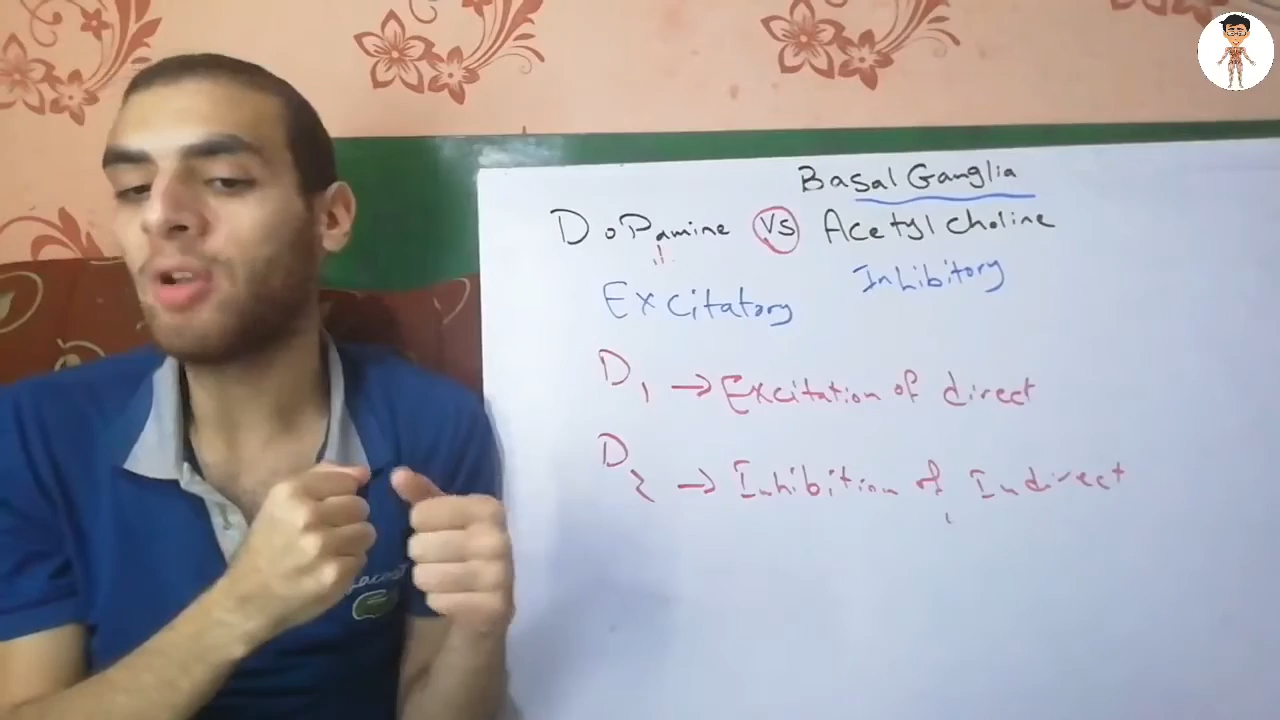 Basal Ganglia
DoPamine VS Acetylcholine
Inhibitory
Excitatory
D1 → Excitation of direct
D2 → Inhibition of Indirect